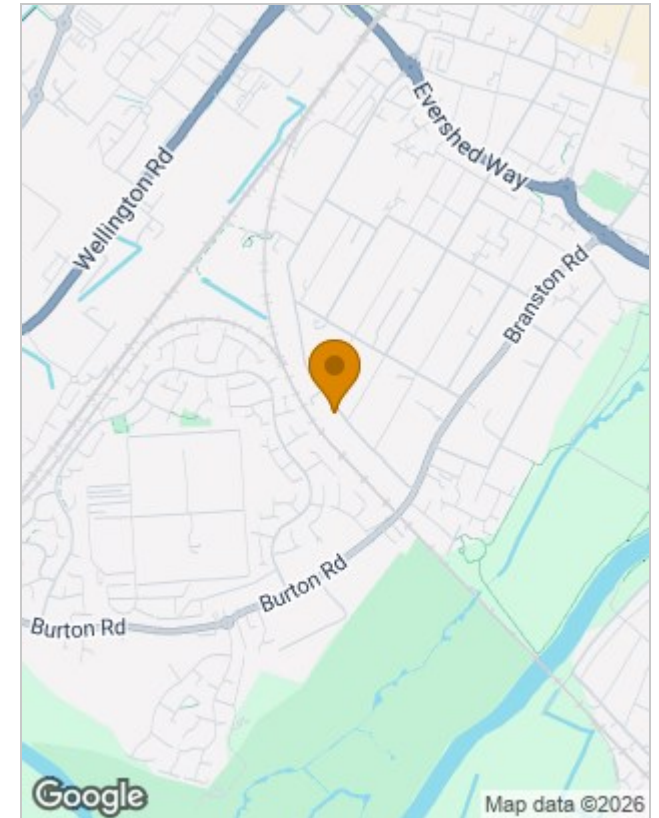 Evershed Way
Wellington Rd
Branston Rd
Burton Rd
Burton Rd
Google
Map data ©2026